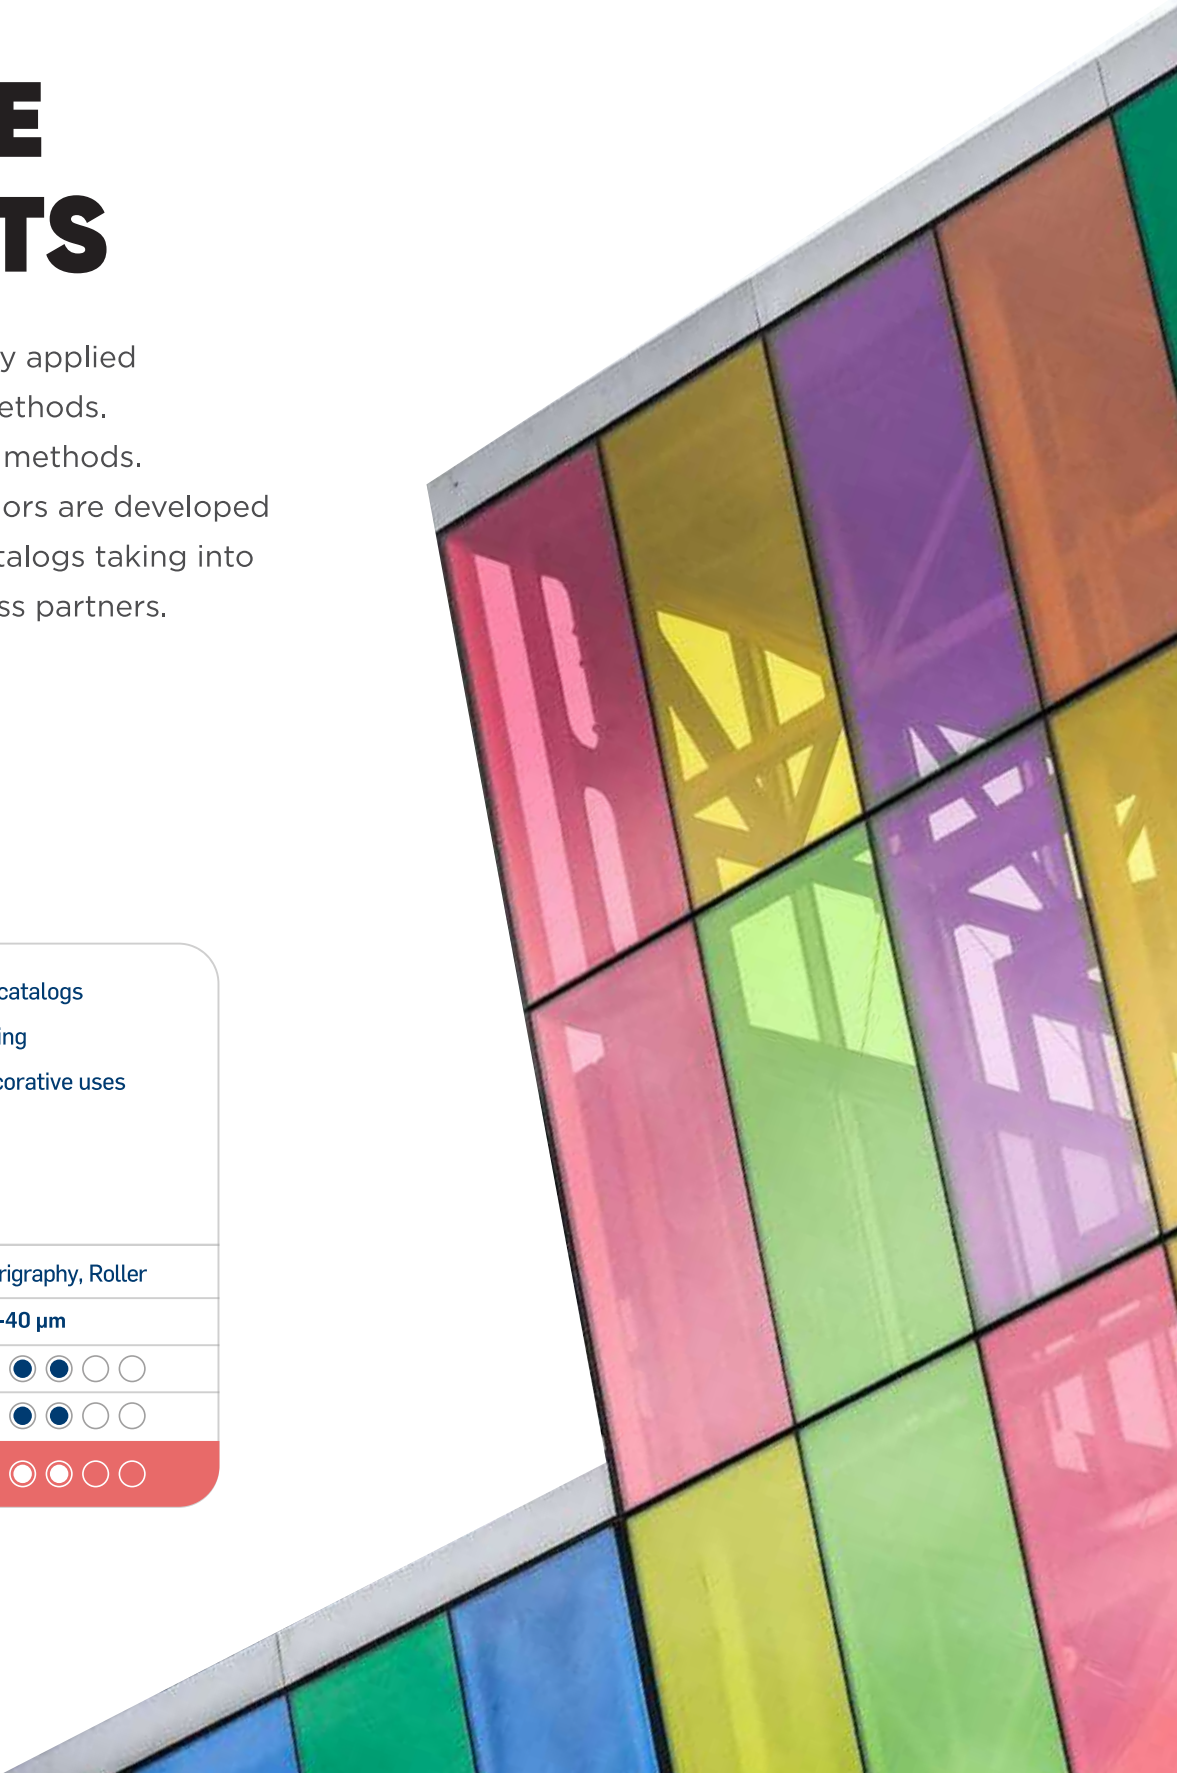 E
TS
y applied
ethods.
methods.
ors are developed
talogs taking into
ss partners.
catalogs
ing
corative uses
rigraphy, Roller
-40 µm